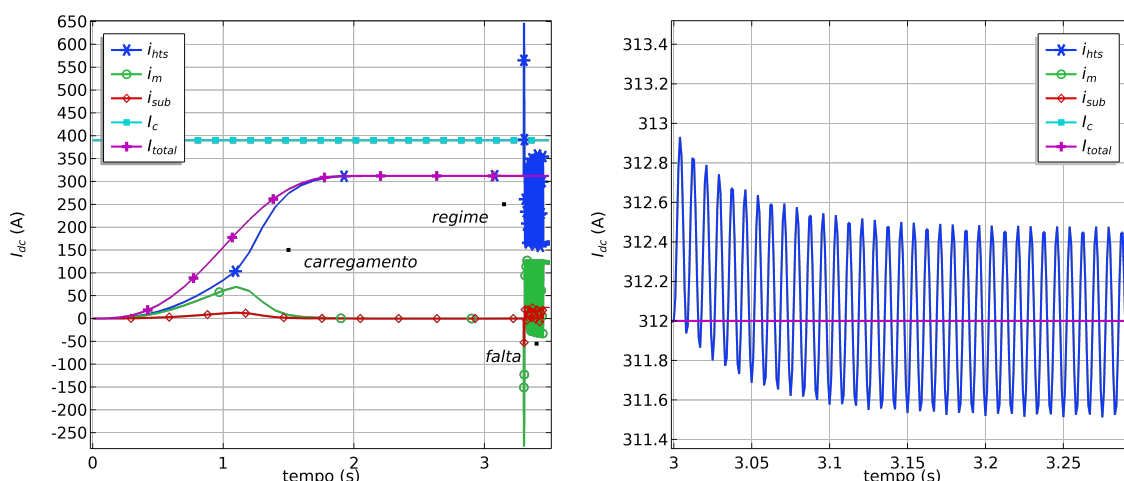 650
600
550
500
450
400
350
300
250
200
150
100
50
0
-50
-100
-150
-200
-250
I_dc (A)
i_hts
i_m
i_sub
I_c
I_total
regime
carregamento
falta
0 1 2 3
tempo (s)
313.4
313.2
313
312.8
312.6
312.4
312.2
312
311.8
311.6
311.4
I_dc (A)
i_hts
i_m
i_sub
I_c
I_total
3 3.05 3.1 3.15 3.2 3.25
tempo (s)